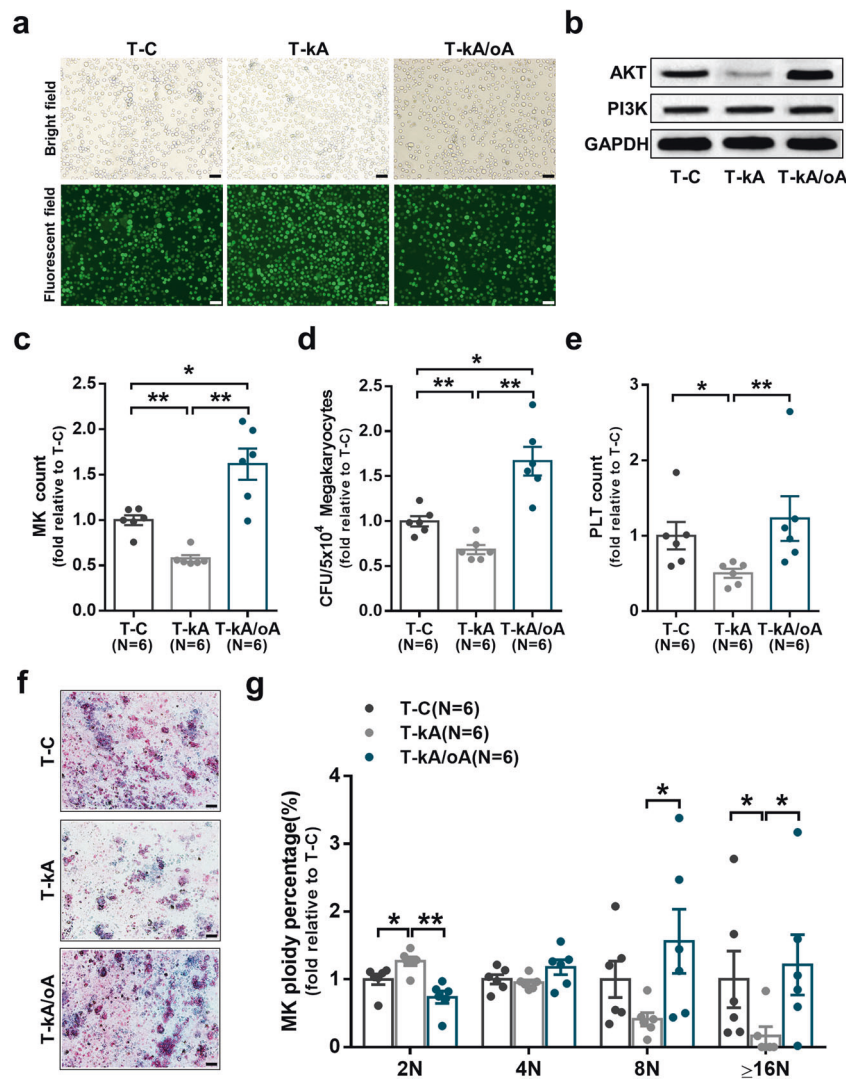 a
T-C
T-kA
T-kA/oA
Bright field
Fluorescent field
b
AKT
PI3K
GAPDH
T-C T-kA T-kA/oA
c
MK count
(fold relative to T-C)
2.5
2.0
1.5
1.0
0.5
0.0
*
** **
T-C T-kA T-kA/oA
(N=6) (N=6) (N=6)
d
CFU/5x10⁴ Megakaryocytes
(fold relative to T-C)
2.5
2.0
1.5
1.0
0.5
0.0
*
** **
T-C T-kA T-kA/oA
(N=6) (N=6) (N=6)
e
PLT count
(fold relative to T-C)
3
2
1
0
* **
T-C T-kA T-kA/oA
(N=6) (N=6) (N=6)
f
T-C
T-kA
T-kA/oA
g
T-C(N=6)
T-kA(N=6)
T-kA/oA(N=6)
MK ploidy percentage(%)
(fold relative to T-C)
4
3
2
1
0
* ** * * *
2N 4N 8N ≥16N